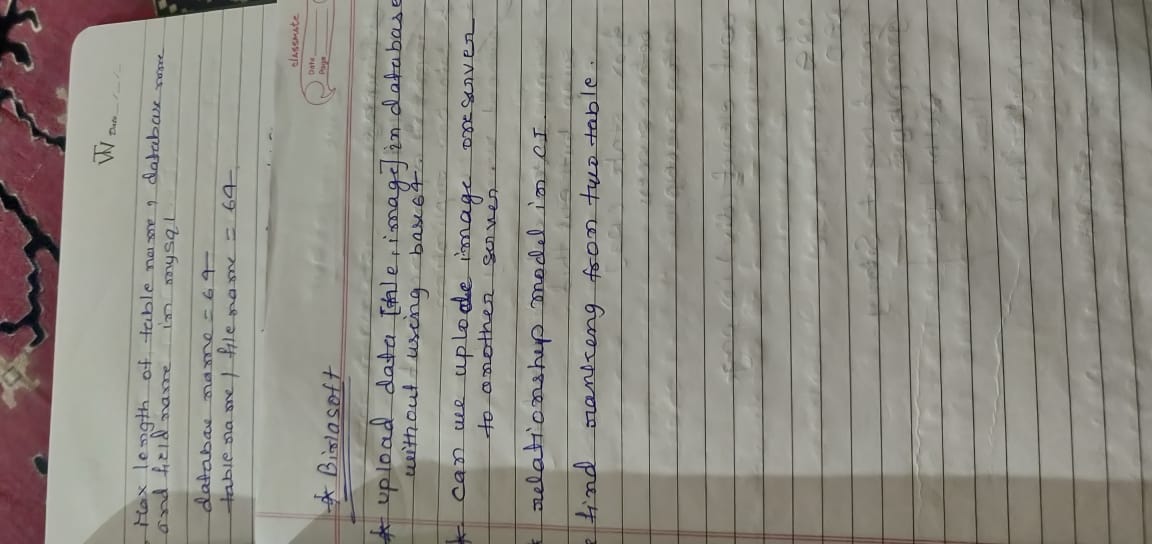 Max length of table name, database name
and field name in mysql
database name = 64
table name / file name = 64
Date
classmate
Date
Page
* Birlasoft
* upload data [file, image] in database
without using base64.
* can we uplode image one server
to another server.
* relationship model in CI.
* find ranking from two table.